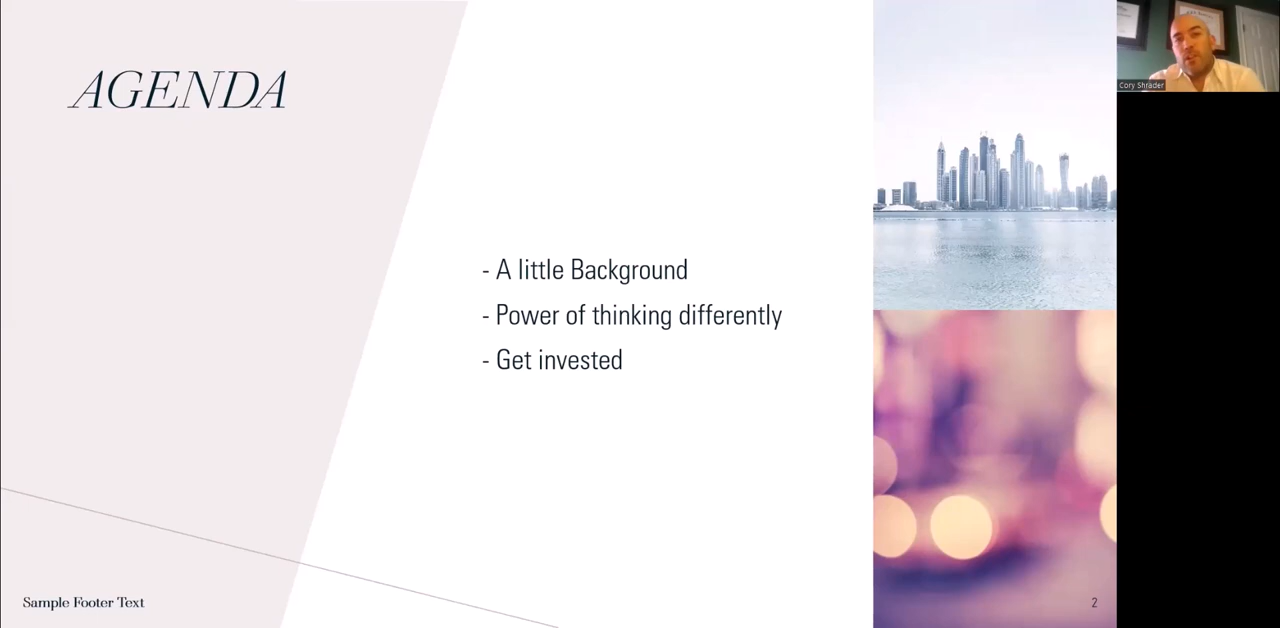 AGENDA
- A little Background
- Power of thinking differently
- Get invested
Sample Footer Text
2
Cory Shrader